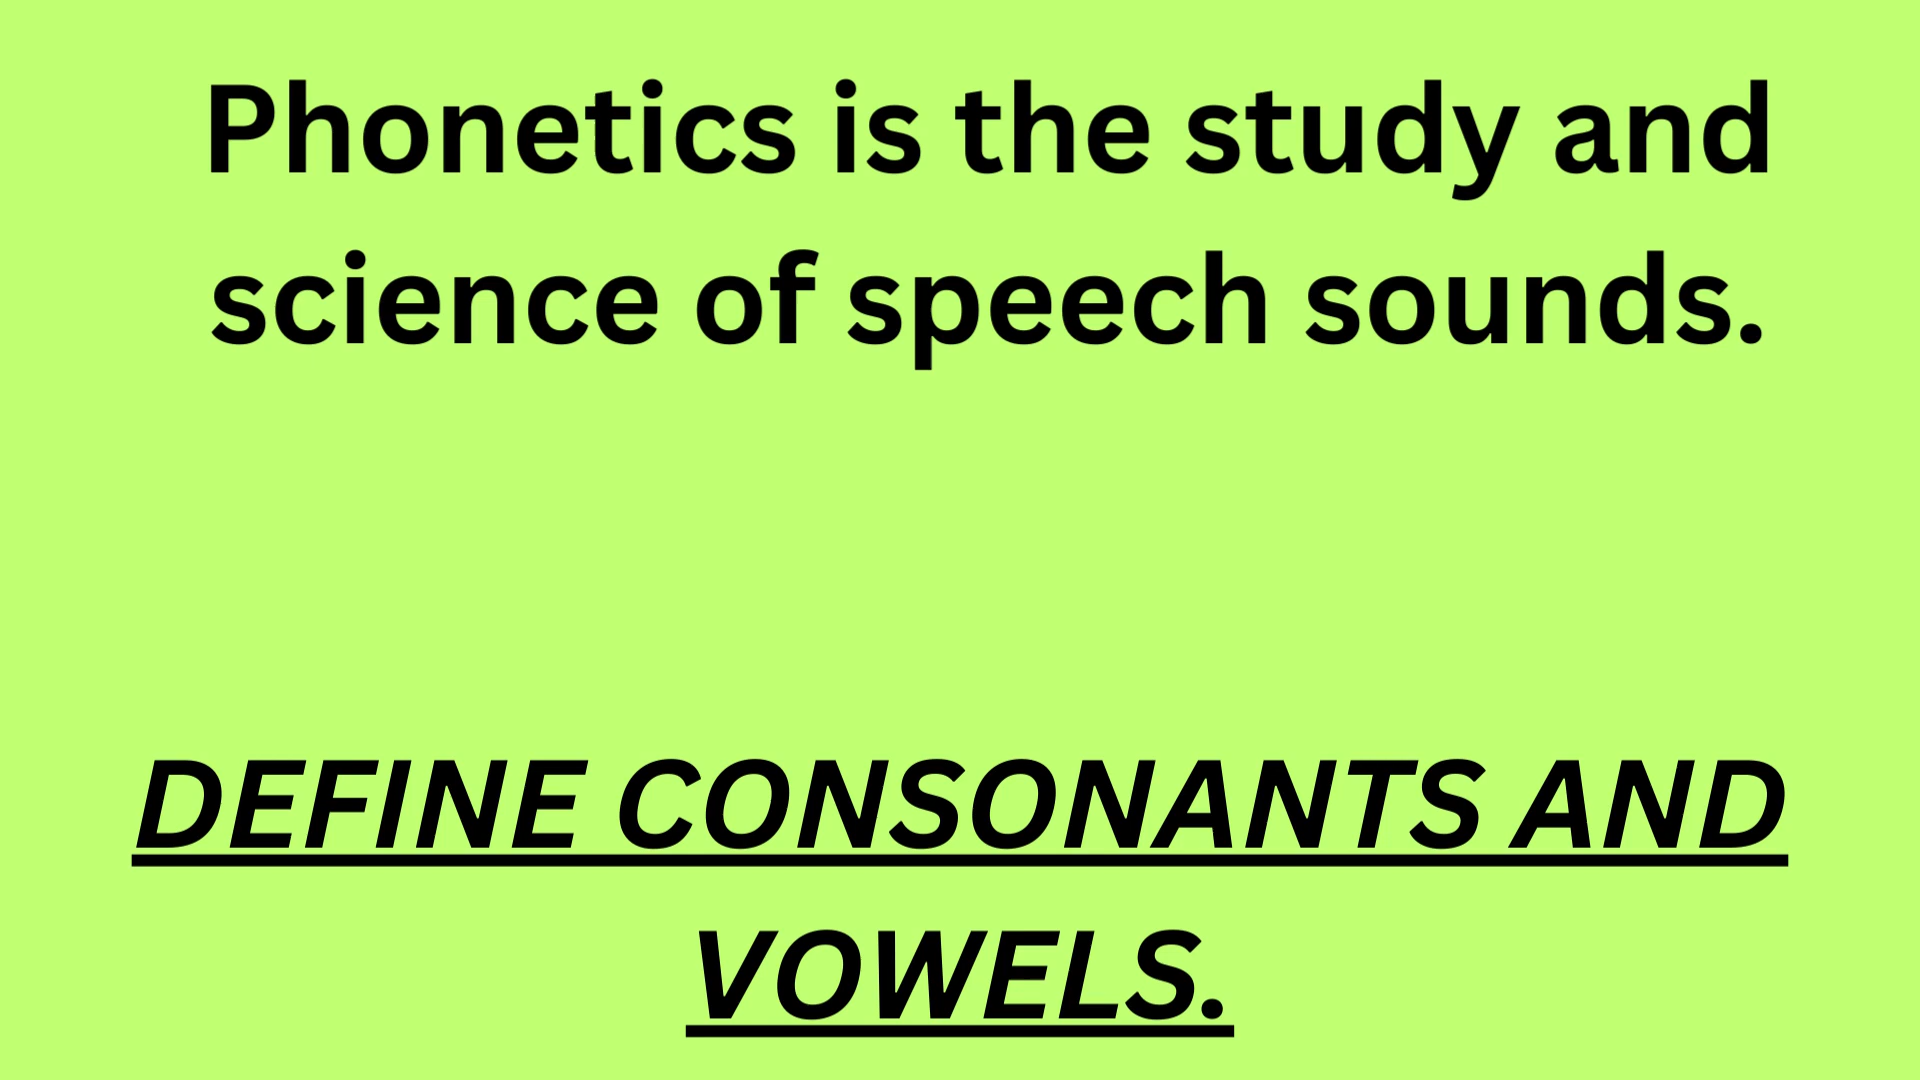 Phonetics is the study and
science of speech sounds.
DEFINE CONSONANTS AND
VOWELS.